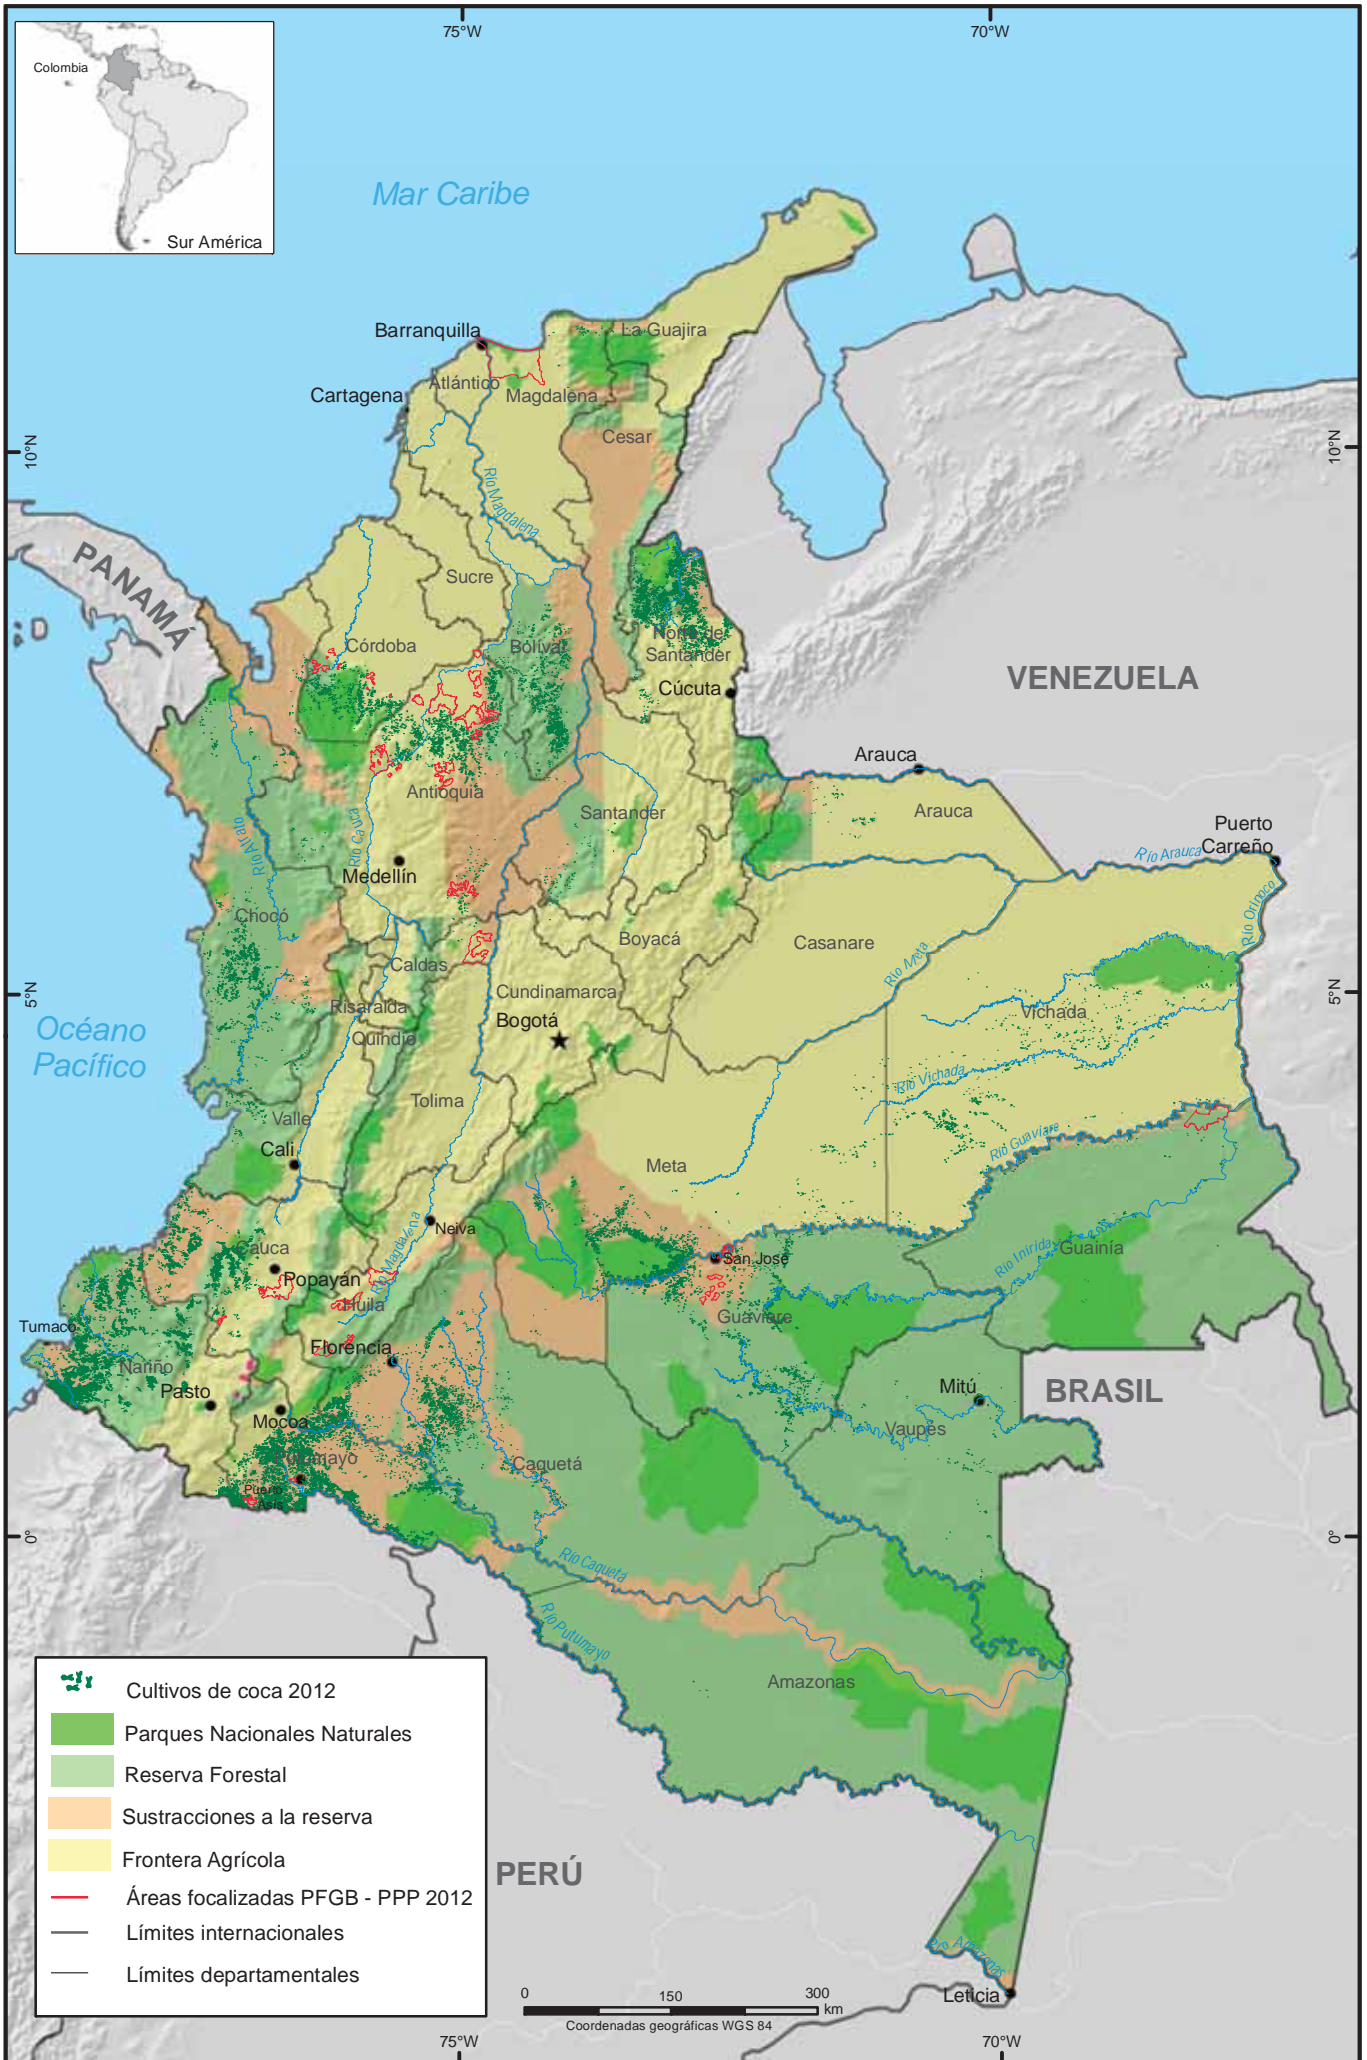 75°W
70°W
Colombia
Sur América
Mar Caribe
Barranquilla
La Guajira
Atlántico
Magdalena
Cartagena
Cesar
10°N
10°N
Río Magdalena
PANAMÁ
Sucre
Córdoba
Bolívar
Norte de
Santander
VENEZUELA
Cúcuta
Arauca
Antioquia
Santander
Arauca
Puerto
Carreño
Río Atrato
Río Cauca
Río Arauca
Medellín
Río Orinoco
Chocó
Boyacá
Casanare
Caldas
Río Meta
5°N
5°N
Cundinamarca
Risaralda
Vichada
Bogotá
Océano
Pacífico
Quindío
Río Vichada
Tolima
Valle
Río Guaviare
Cali
Meta
Neiva
Cauca
Río Magdalena
San José
Guainía
Río Inírida
Popayán
Huila
Guaviare
Tumaco
Florencia
Nariño
Pasto
Mitú
BRASIL
Mocoa
Vaupés
Putumayo
Caquetá
Puerto
Asís
0°
0°
Río Caquetá
Río Putumayo
Amazonas
Cultivos de coca 2012
Parques Nacionales Naturales
Reserva Forestal
Sustracciones a la reserva
Frontera Agrícola
PERÚ
Áreas focalizadas PFGB - PPP 2012
Límites internacionales
Límites departamentales
Río Amazonas
Leticia
0 150 300
km
Coordenadas geográficas WGS 84
75°W
70°W